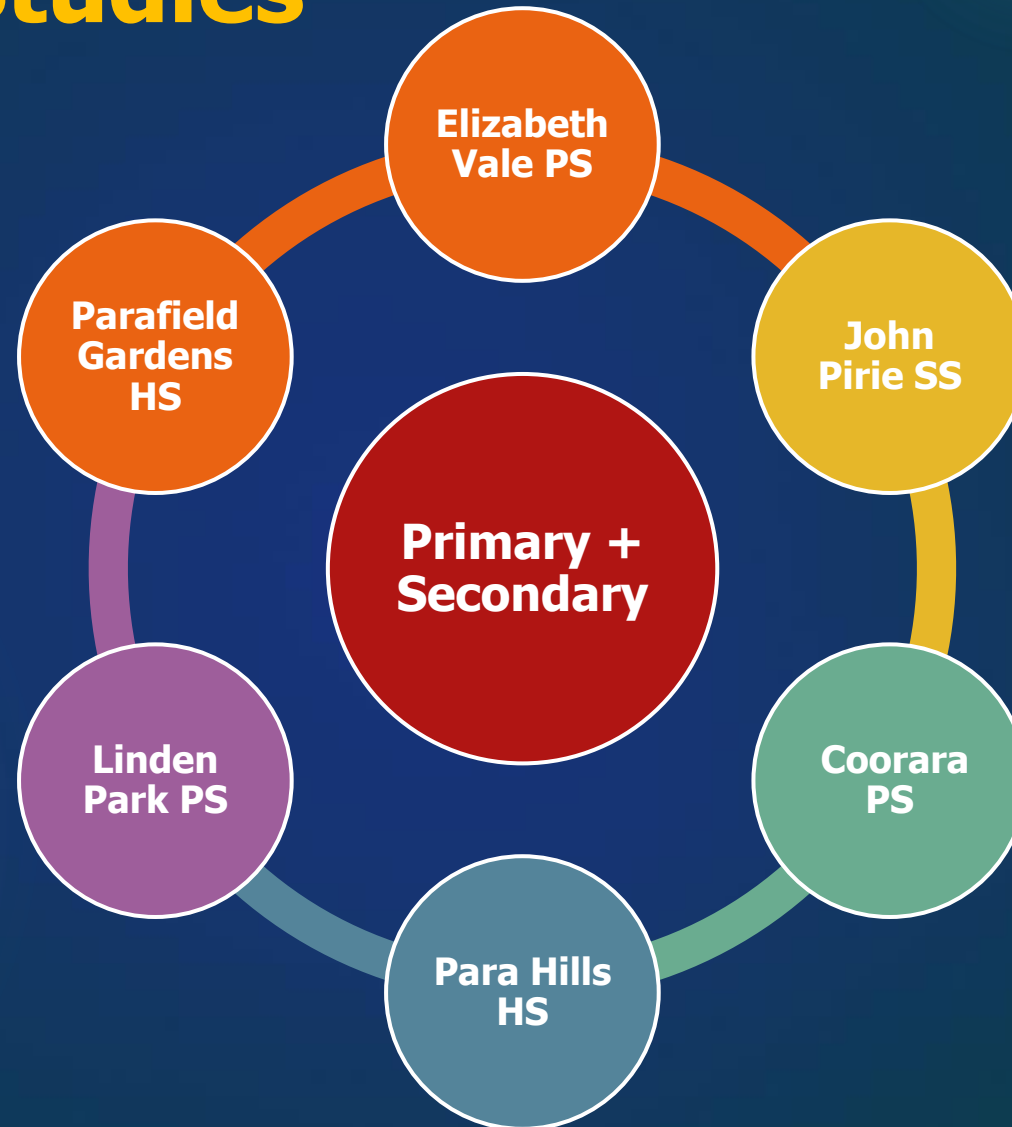 Elizabeth
Vale PS
Parafield
Gardens
HS
John
Pirie SS
Primary +
Secondary
Linden
Park PS
Coorara
PS
Para Hills
HS